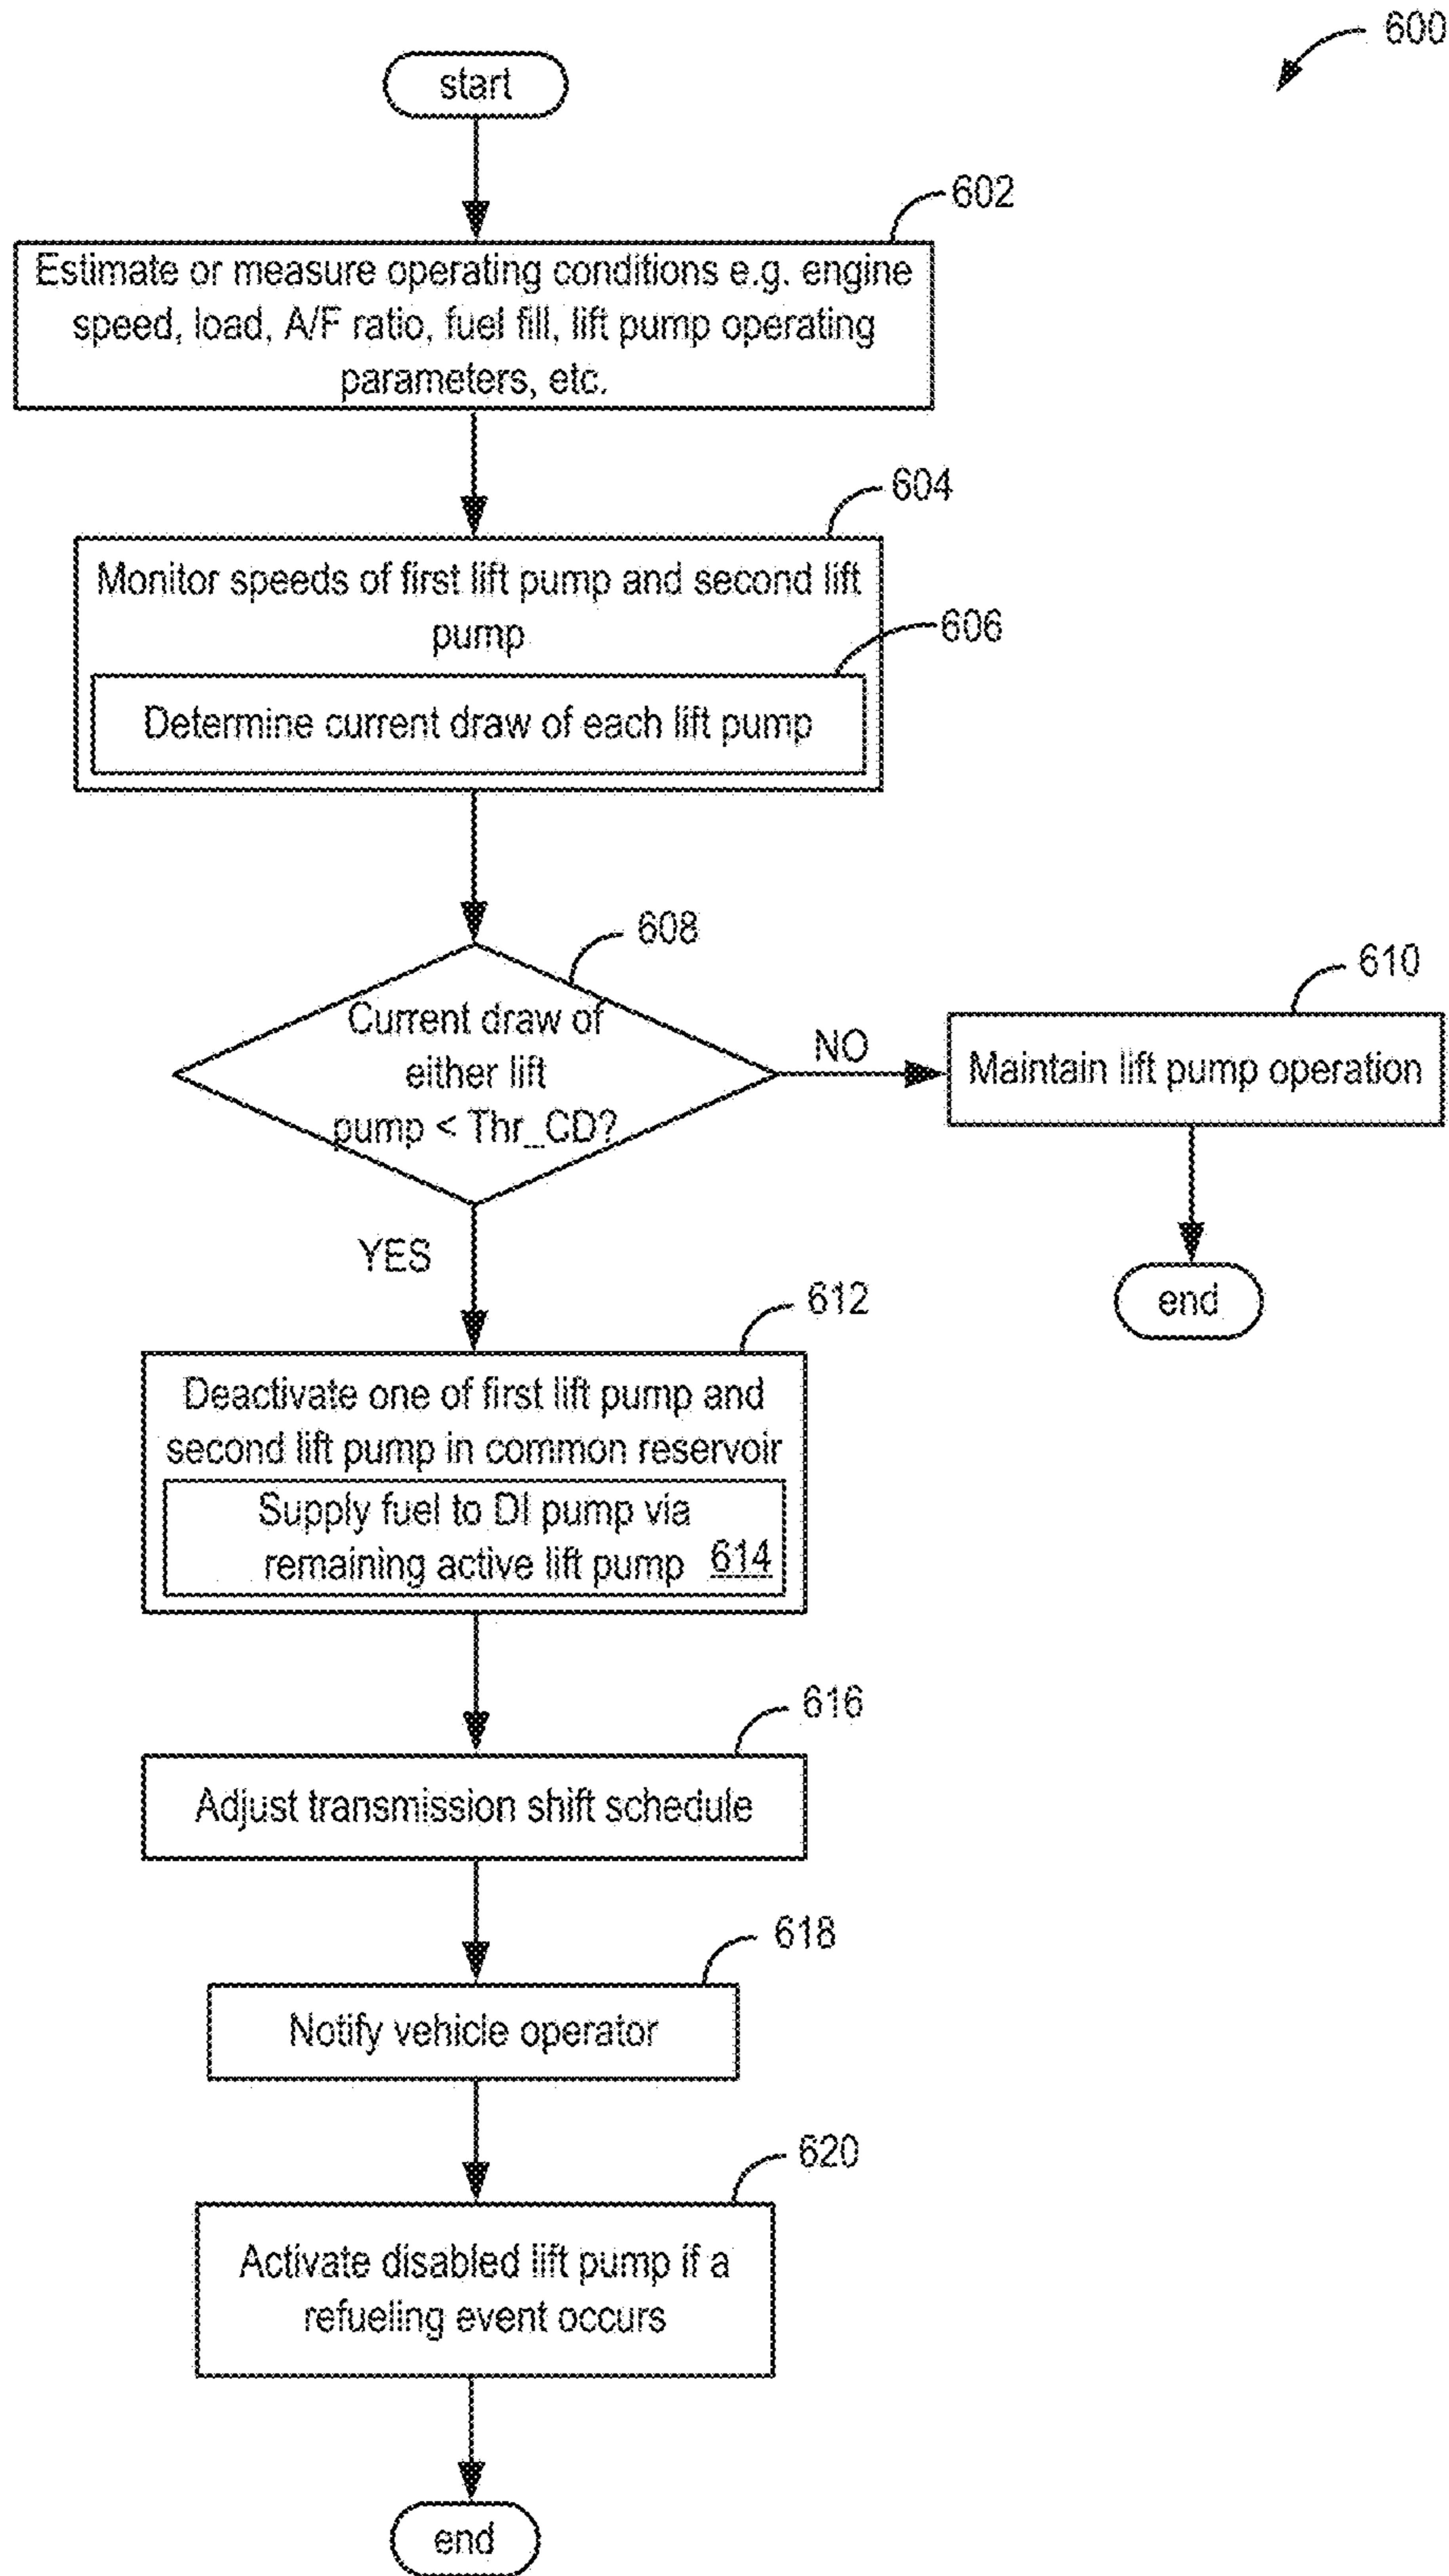 600
start
602
Estimate or measure operating conditions e.g. engine
speed, load, A/F ratio, fuel fill, lift pump operating
parameters, etc.
604
Monitor speeds of first lift pump and second lift
pump
606
Determine current draw of each lift pump
608
Current draw of
either lift
pump < Thr_CD?
NO
610
Maintain lift pump operation
end
YES
612
Deactivate one of first lift pump and
second lift pump in common reservoir
Supply fuel to DI pump via
remaining active lift pump 614
616
Adjust transmission shift schedule
618
Notify vehicle operator
620
Activate disabled lift pump if a
refueling event occurs
end